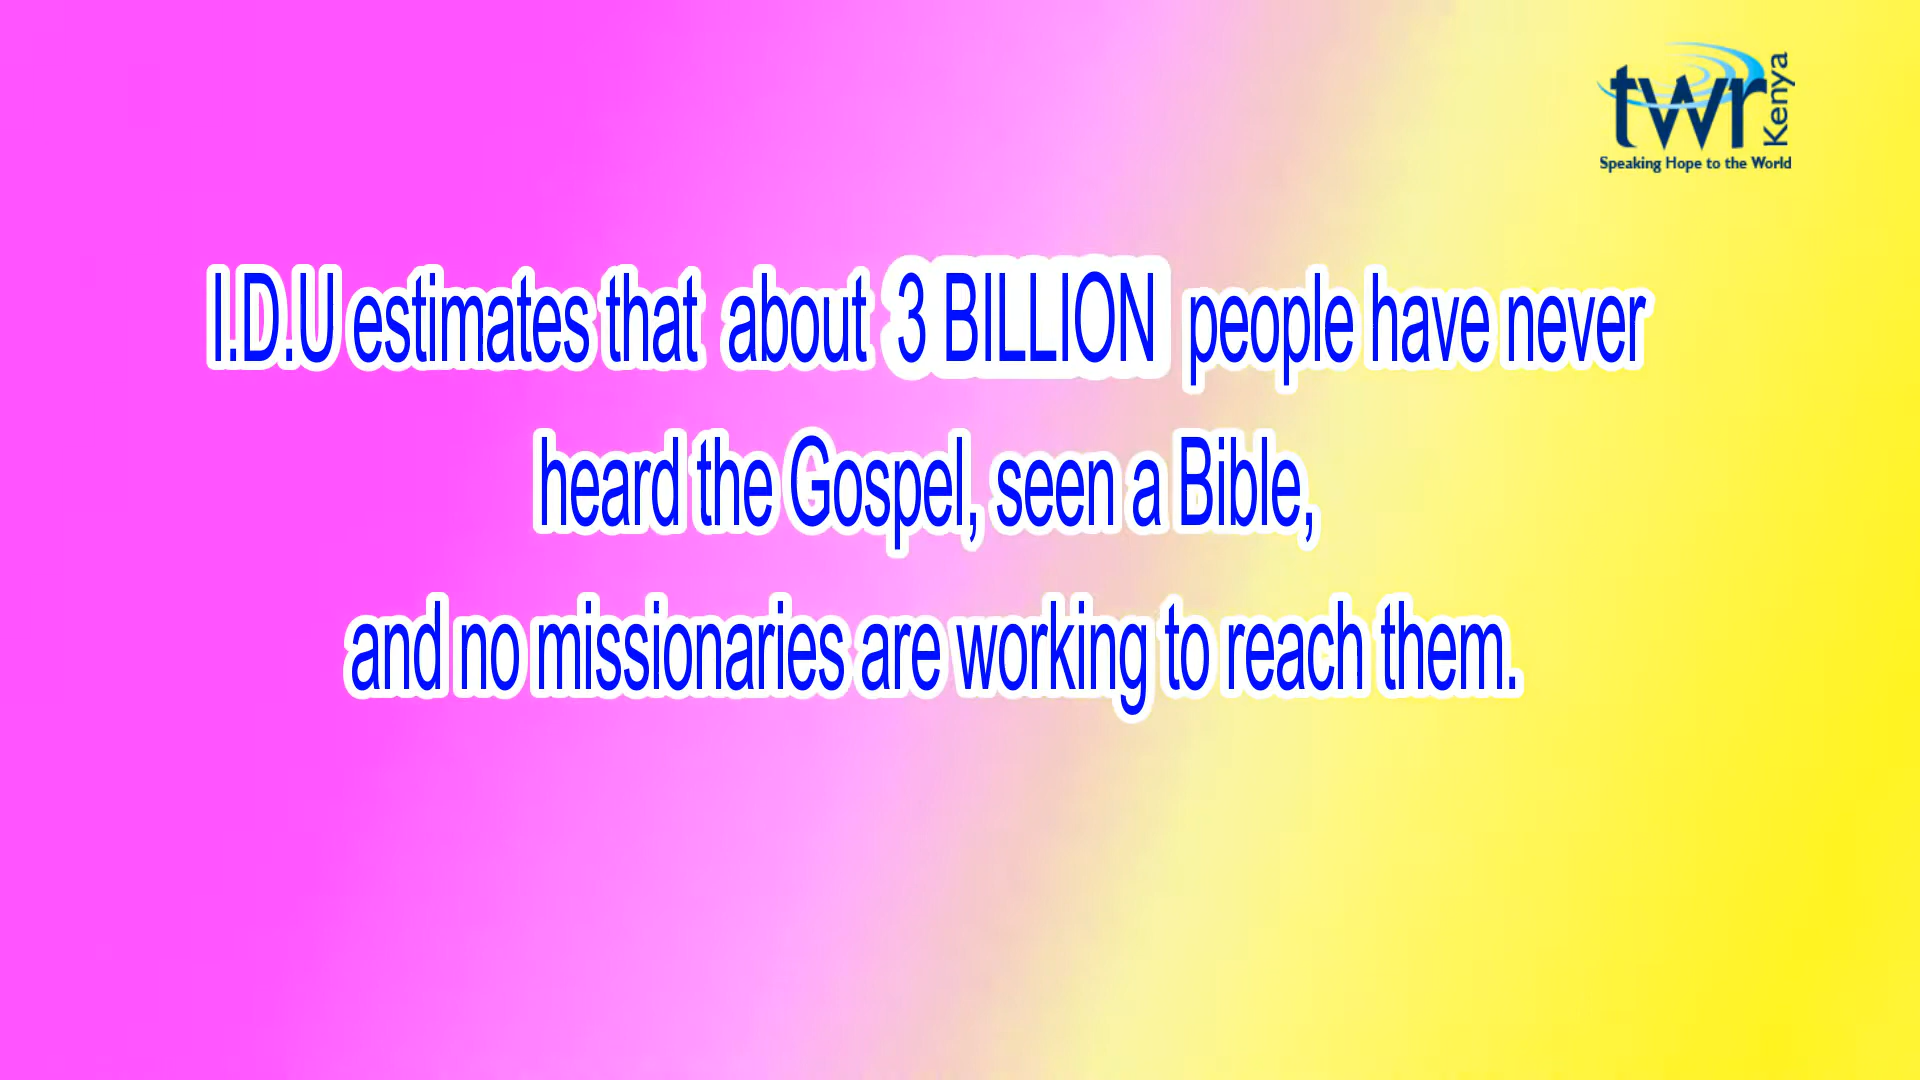 twr Kenya
Speaking Hope to the World
I.D.U estimates that about 3 BILLION people have never
heard the Gospel, seen a Bible,
and no missionaries are working to reach them.